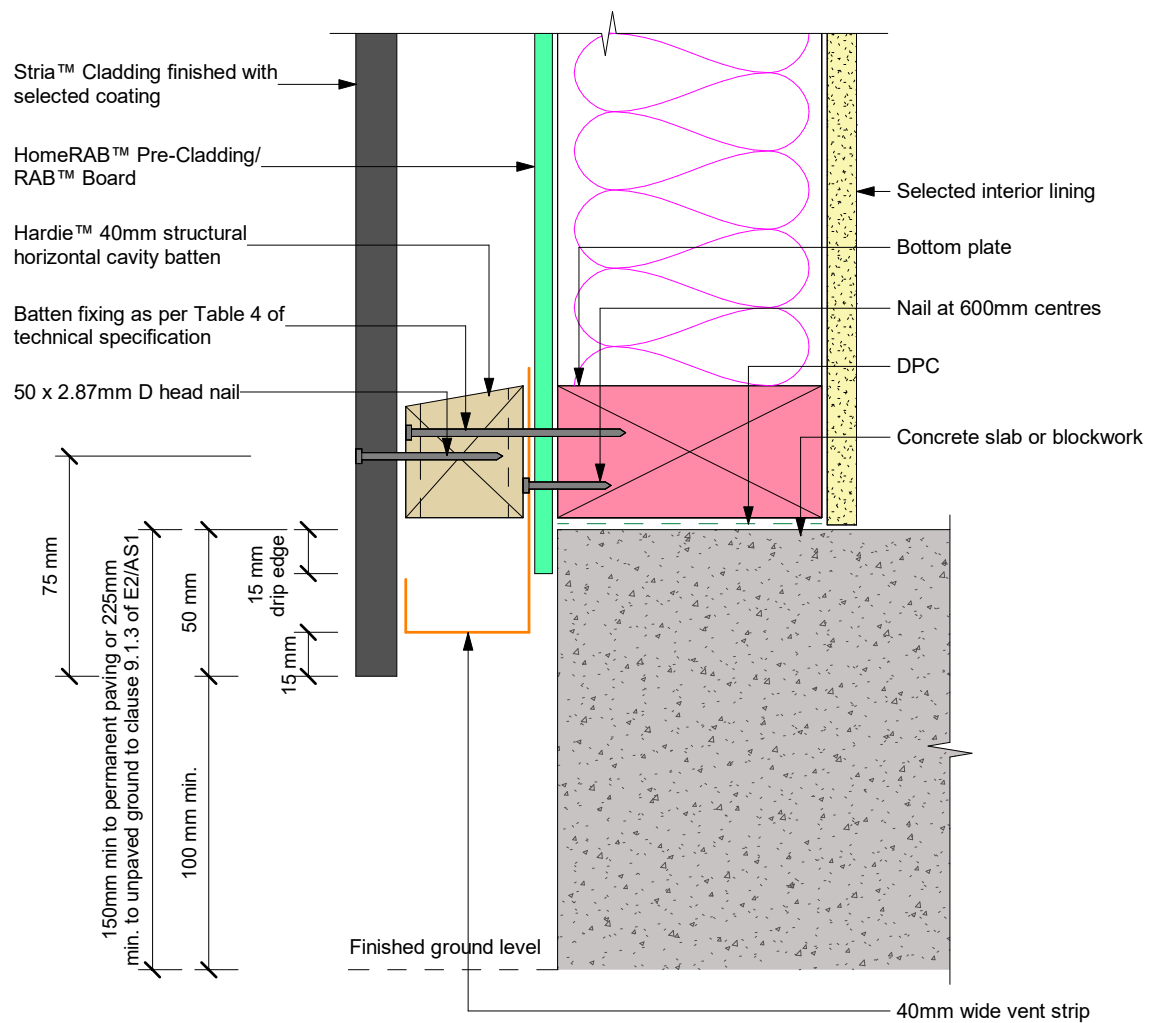 Stria™ Cladding finished with
selected coating
HomeRAB™ Pre-Cladding/
RAB™ Board
Hardie™ 40mm structural
horizontal cavity batten
Batten fixing as per Table 4 of
technical specification
50 x 2.87mm D head nail
Selected interior lining
Bottom plate
Nail at 600mm centres
DPC
Concrete slab or blockwork
75 mm
150mm min to permanent paving or 225mm
min. to unpaved ground to clause 9.1.3 of E2/AS1
50 mm
100 mm min.
15 mm
drip edge
15 mm
Finished ground level
40mm wide vent strip